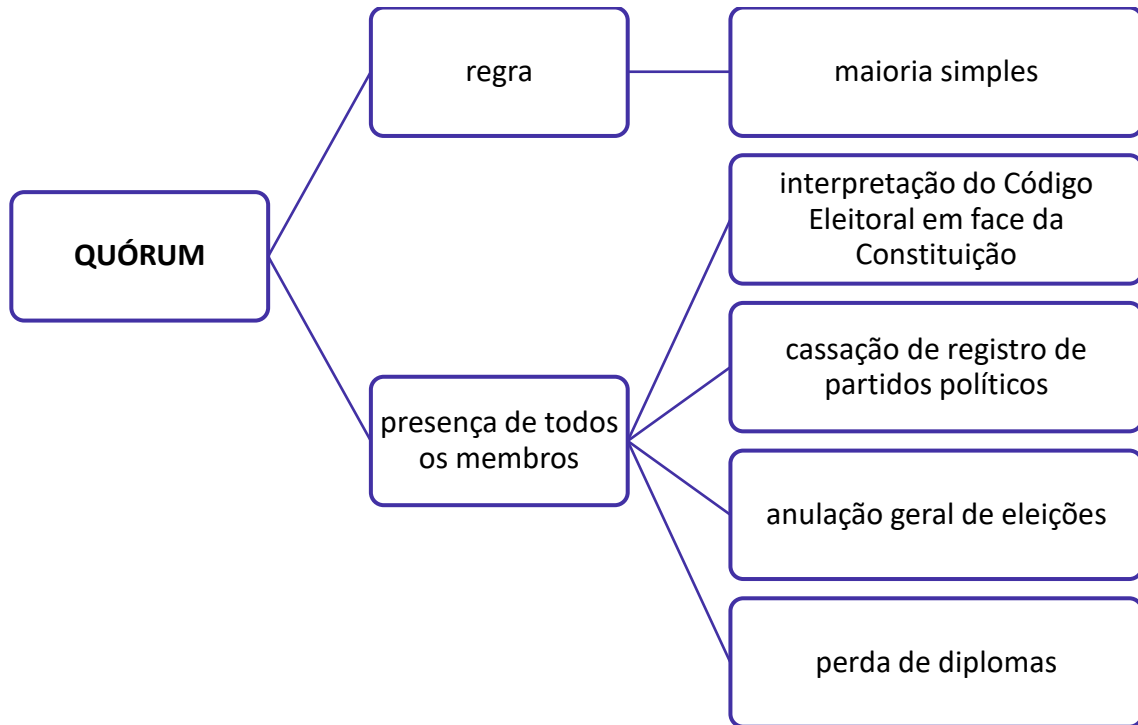 QUÓRUM
regra
maioria simples
presença de todos
os membros
interpretação do Código
Eleitoral em face da
Constituição
cassação de registro de
partidos políticos
anulação geral de eleições
perda de diplomas